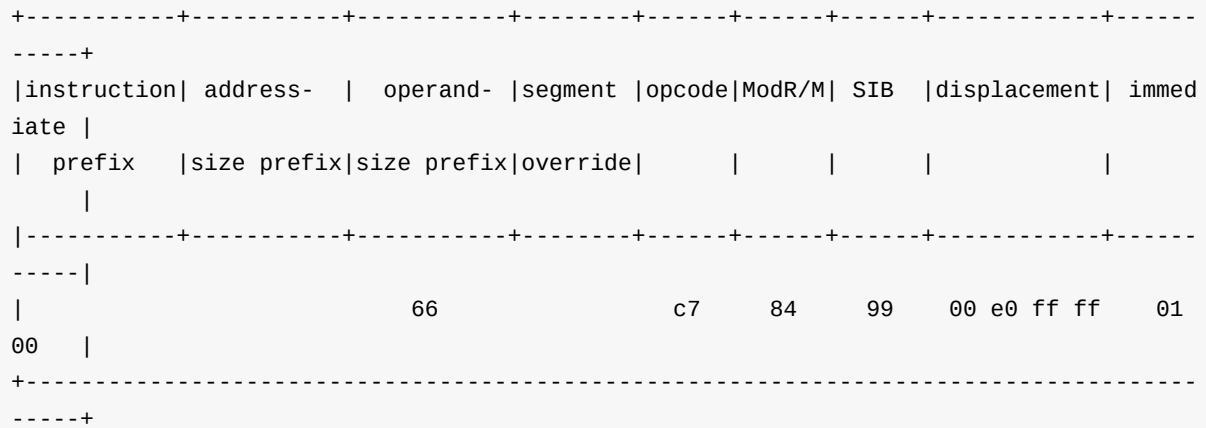 +-----------+-----------+-----------+--------+------+------+------+------------+------
-----+
|instruction| address-  |  operand- |segment |opcode|ModR/M| SIB  |displacement| immed
iate |
|  prefix   |size prefix|size prefix|override|      |      |      |            |
     |
|-----------+-----------+-----------+--------+------+------+------+------------+------
-----|
|                            66                   c7     84     99    00 e0 ff ff    01
00   |
+-------------------------------------------------------------------------------------
-----+